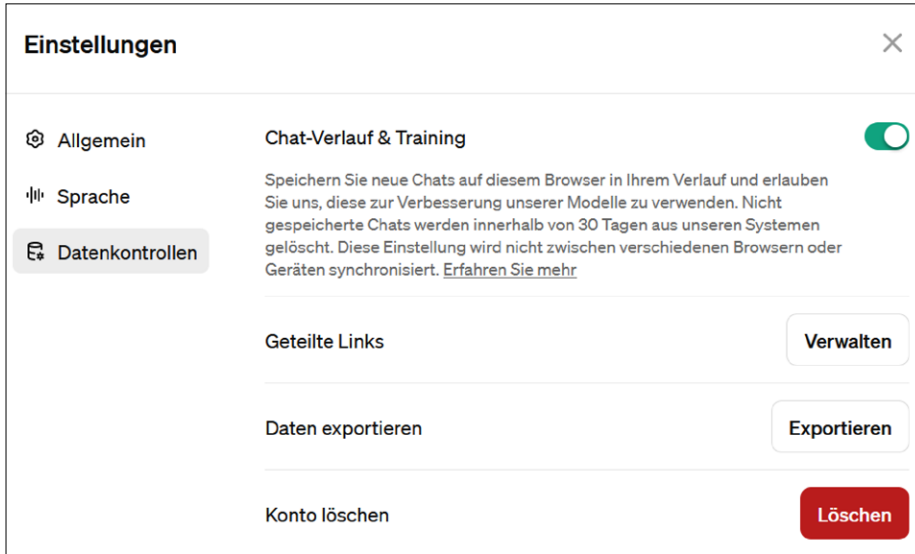 Einstellungen
Allgemein
Sprache
Datenkontrollen
Chat-Verlauf & Training
Speichern Sie neue Chats auf diesem Browser in Ihrem Verlauf und erlauben
Sie uns, diese zur Verbesserung unserer Modelle zu verwenden. Nicht
gespeicherte Chats werden innerhalb von 30 Tagen aus unseren Systemen
gelöscht. Diese Einstellung wird nicht zwischen verschiedenen Browsern oder
Geräten synchronisiert. Erfahren Sie mehr
Geteilte Links
Verwalten
Daten exportieren
Exportieren
Konto löschen
Löschen